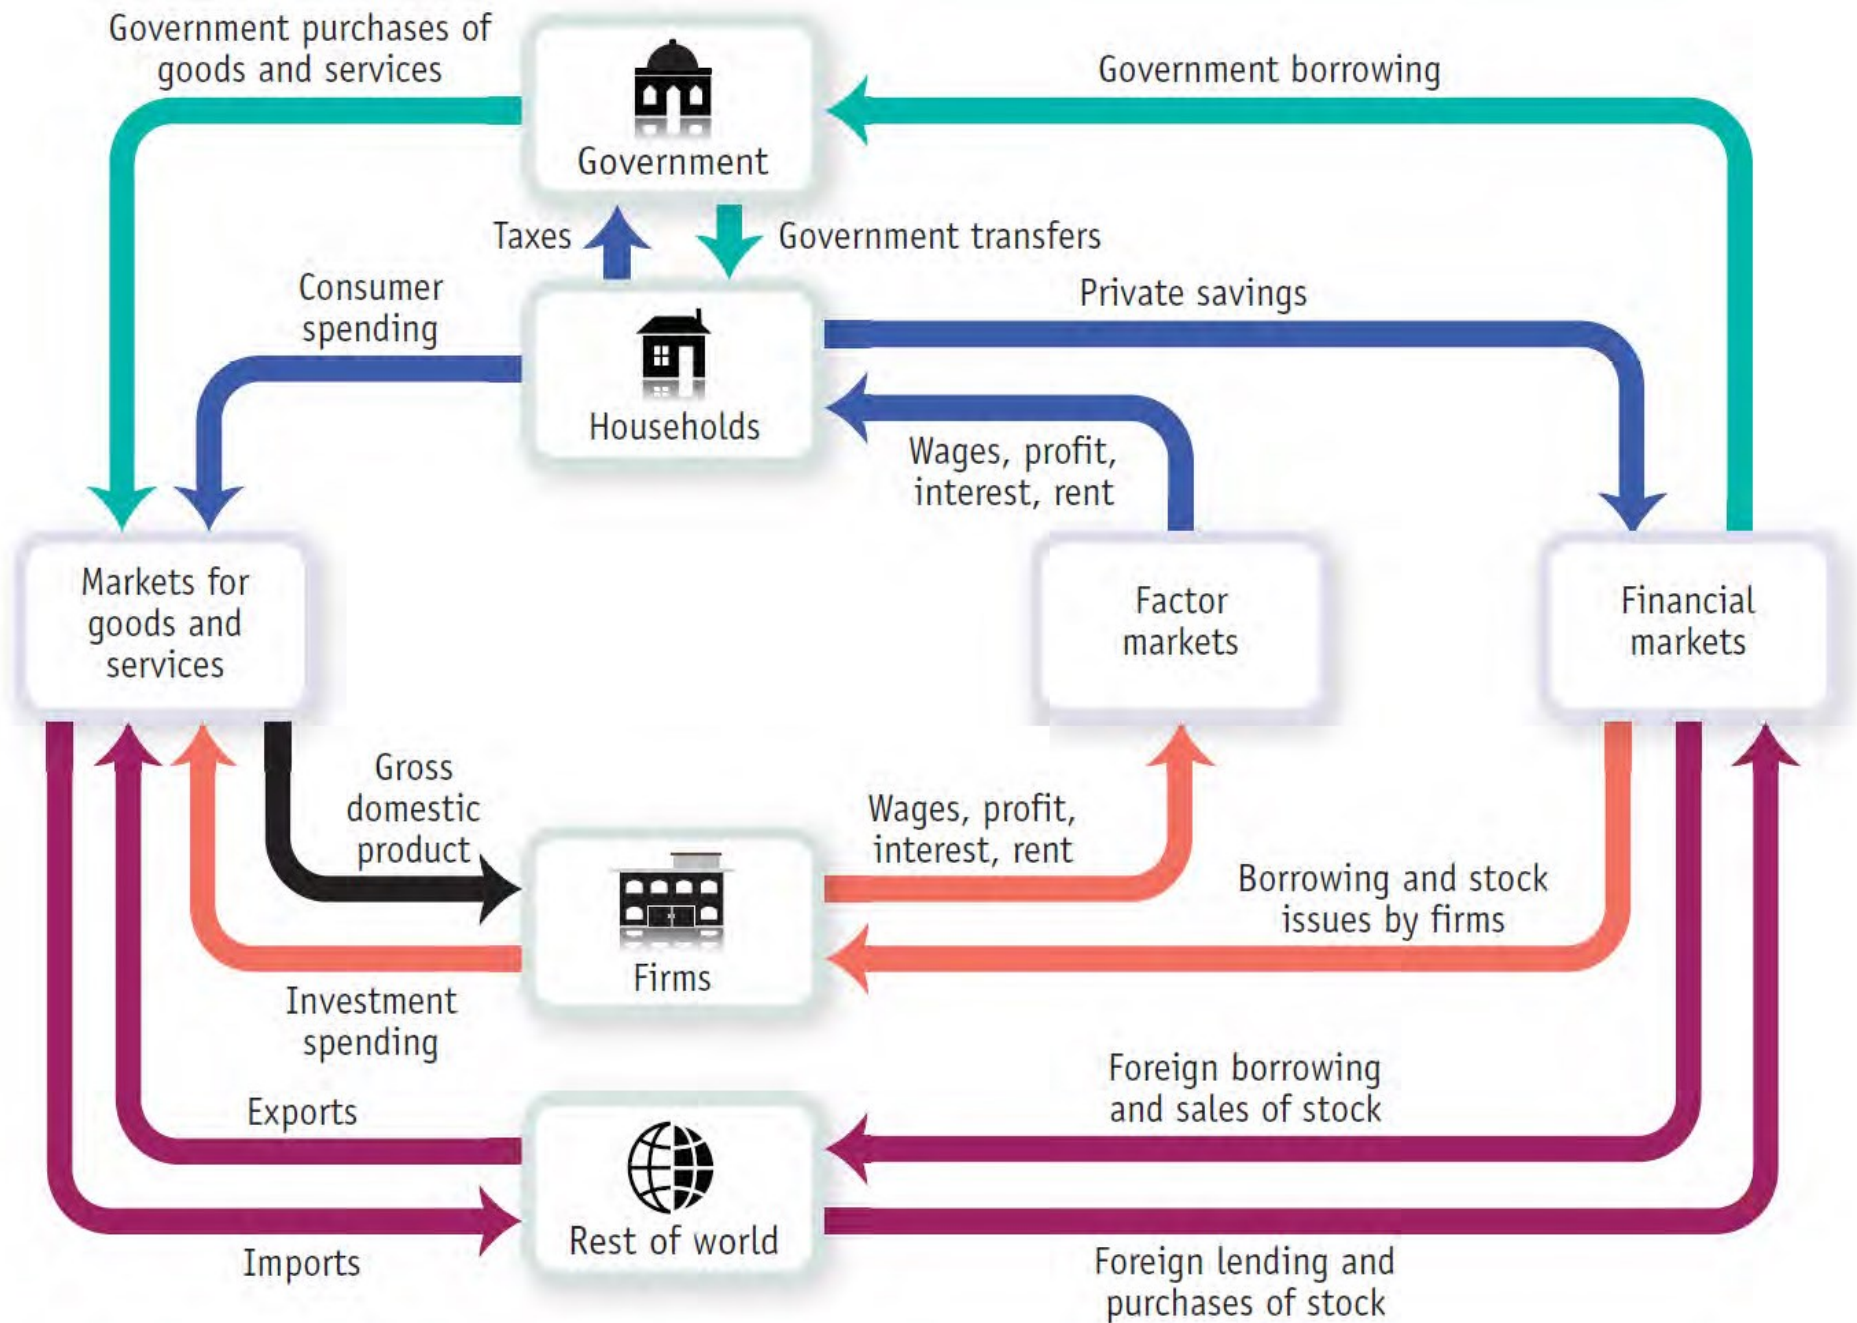 Government purchases of
goods and services
Government
Government borrowing
Taxes
Government transfers
Consumer
spending
Households
Private savings
Wages, profit,
interest, rent
Markets for
goods and
services
Factor
markets
Financial
markets
Gross
domestic
product
Firms
Wages, profit,
interest, rent
Borrowing and stock
issues by firms
Investment
spending
Exports
Imports
Rest of world
Foreign borrowing
and sales of stock
Foreign lending and
purchases of stock